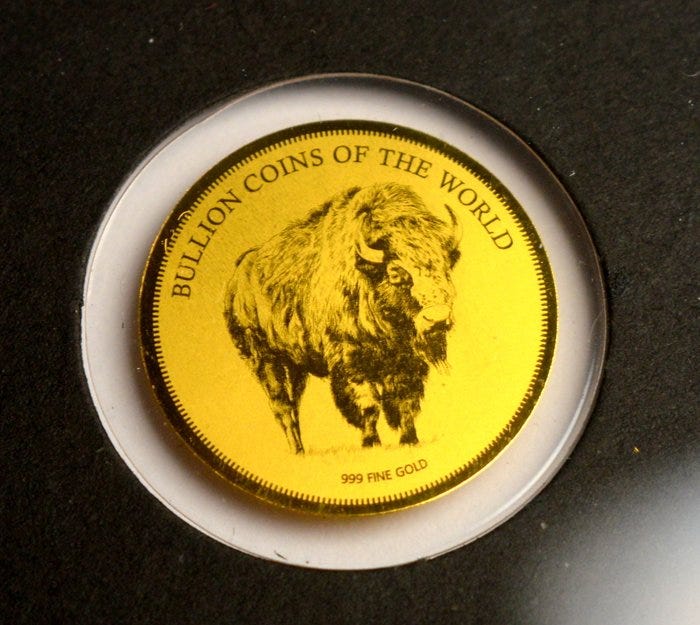 BULLION COINS OF THE WORLD
999 FINE GOLD